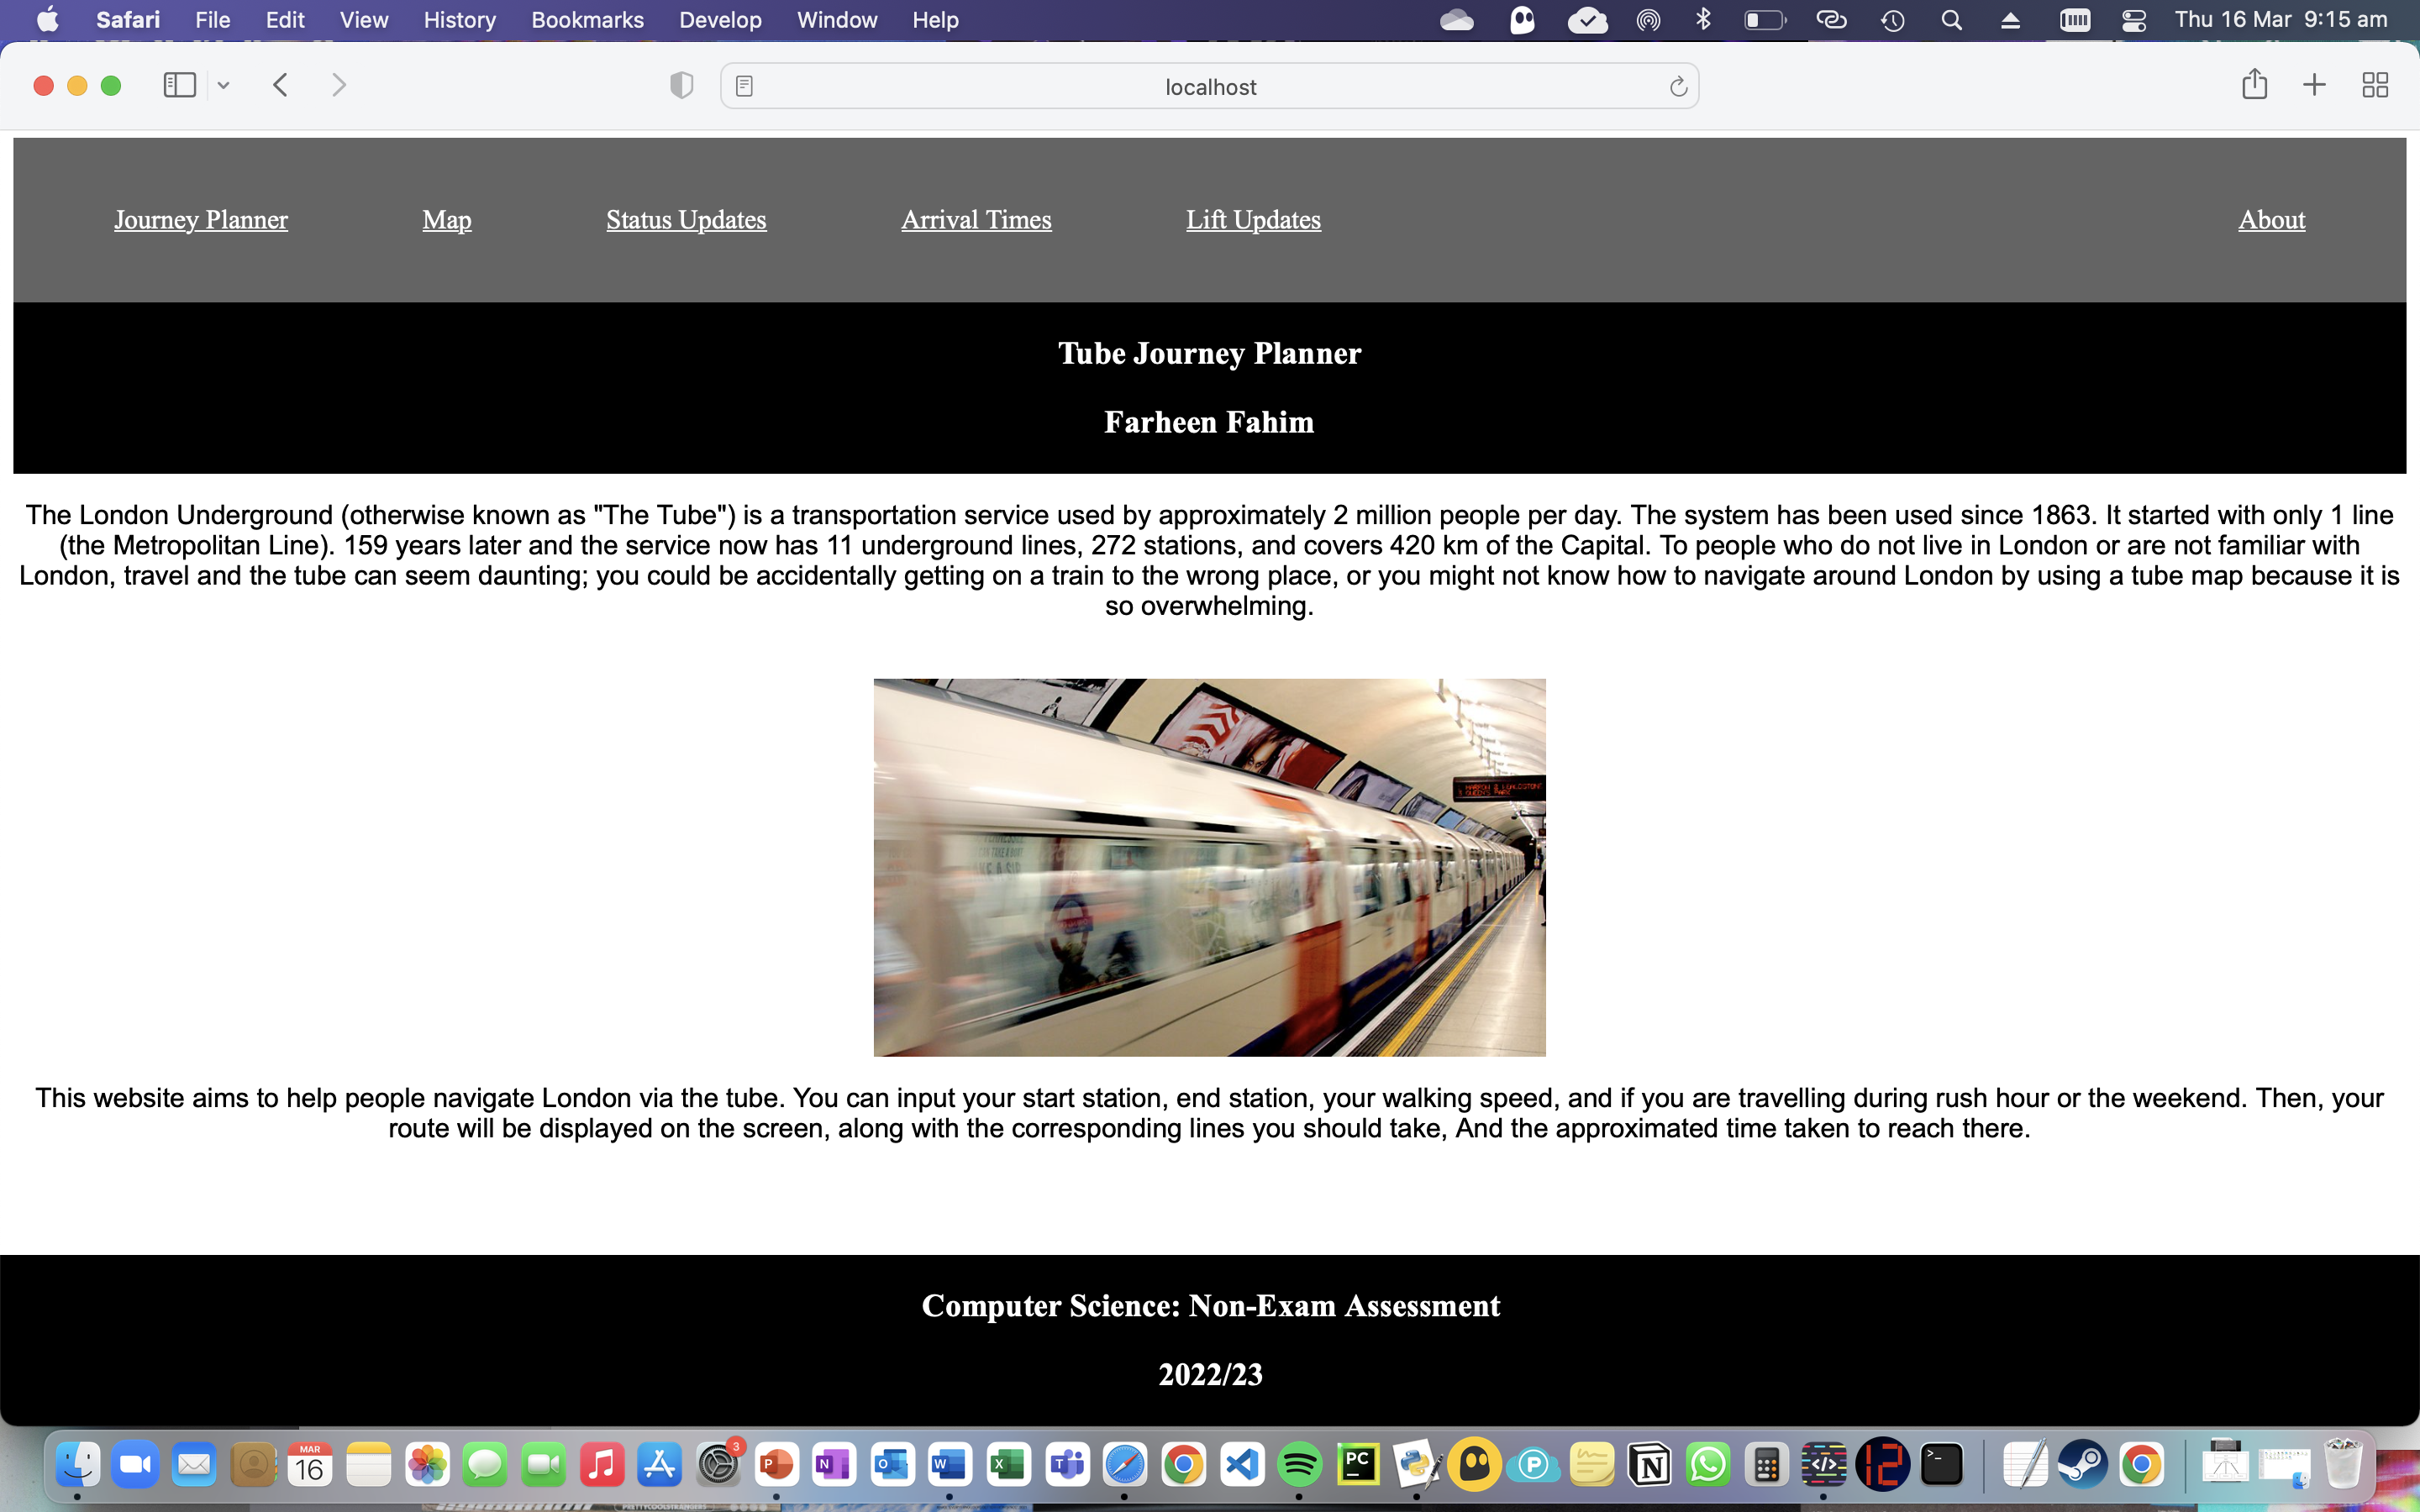 Safari File Edit View History Bookmarks Develop Window Help Thu 16 Mar 9:15 am
localhost
Journey Planner Map Status Updates Arrival Times Lift Updates About
Tube Journey Planner
Farheen Fahim
The London Underground (otherwise known as "The Tube") is a transportation service used by approximately 2 million people per day. The system has been used since 1863. It started with only 1 line
(the Metropolitan Line). 159 years later and the service now has 11 underground lines, 272 stations, and covers 420 km of the Capital. To people who do not live in London or are not familiar with
London, travel and the tube can seem daunting; you could be accidentally getting on a train to the wrong place, or you might not know how to navigate around London by using a tube map because it is
so overwhelming.
This website aims to help people navigate London via the tube. You can input your start station, end station, your walking speed, and if you are travelling during rush hour or the weekend. Then, your
route will be displayed on the screen, along with the corresponding lines you should take, And the approximated time taken to reach there.
Computer Science: Non-Exam Assessment
2022/23
MAR
16
3
PC
12